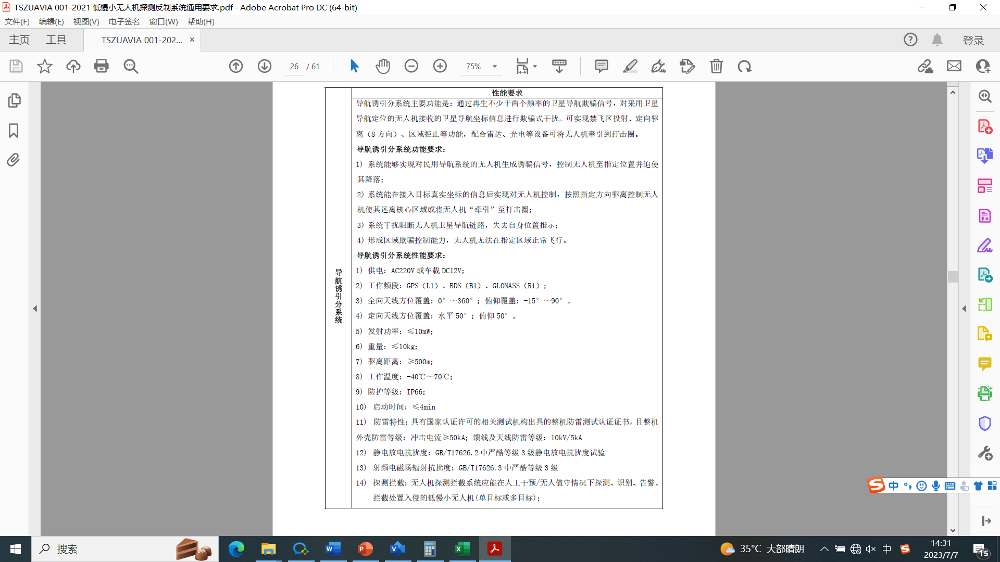 TSZUAVIA 001-2021 低慢小无人机探测反制系统通用要求.pdf - Adobe Acrobat Pro DC (64-bit)
文件(F) 编辑(E) 视图(V) 电子签名 窗口(W) 帮助(H)
主页 工具 TSZUAVIA 001-202... × 登录
26 / 61 75%
性能要求
导航诱引分系统
导航诱引分系统主要功能是：通过再生不少于两个频率的卫星导航欺骗信号，对采用卫星
导航定位的无人机接收的卫星导航坐标信息进行欺骗式干扰。可实现禁飞区投射、定向驱
离（8方向）、区域拒止等功能，配合雷达、光电等设备可将无人机牵引到打击圈。
导航诱引分系统功能要求：
1） 系统能够实现对民用导航系统的无人机生成诱骗信号，控制无人机至指定位置并迫使
其降落；
2）系统能在接入目标真实坐标的信息后实现对无人机控制，按照指定方向驱离控制无人
机使其远离核心区域或将无人机“牵引”至打击圈；
3）系统干扰阻断无人机卫星导航链路，失去自身位置指示；
4）形成区域欺骗控制能力，无人机无法在指定区域正常飞行。
导航诱引分系统性能要求：
1） 供电：AC220V 或车载 DC12V；
2） 工作频段：GPS（L1）、BDS（B1）、GLONASS（R1）；
3） 全向天线方位覆盖：0°～360°；俯仰覆盖：-15°～90°。
4） 定向天线方位覆盖：水平 50°；俯仰 50°。
5） 发射功率：≤10mW；
6） 重量：≤10kg；
7） 驱离距离：≥500m；
8） 工作温度：-40℃～70℃；
9） 防护等级：IP66；
10） 启动时间：≤4min
11） 防雷特性：具有国家认证许可的相关测试机构出具的整机防雷测试认证证书，且整机
外壳防雷等级：冲击电流≥50kA；馈线及天线防雷等级：10kV/5kA
12） 静电放电抗扰度：GB/T17626.2 中严酷等级 3 级静电放电抗扰度试验
13） 射频电磁场辐射抗扰度：GB/T17626.3 中严酷等级 3 级
14） 探测拦截：无人机探测拦截系统应能在人工干预/无人值守情况下探测、识别、告警、
拦截处置入侵的低慢小无人机(单目标或多目标)；
中
搜索 35°C 大部晴朗 中 14:31
2023/7/7
15